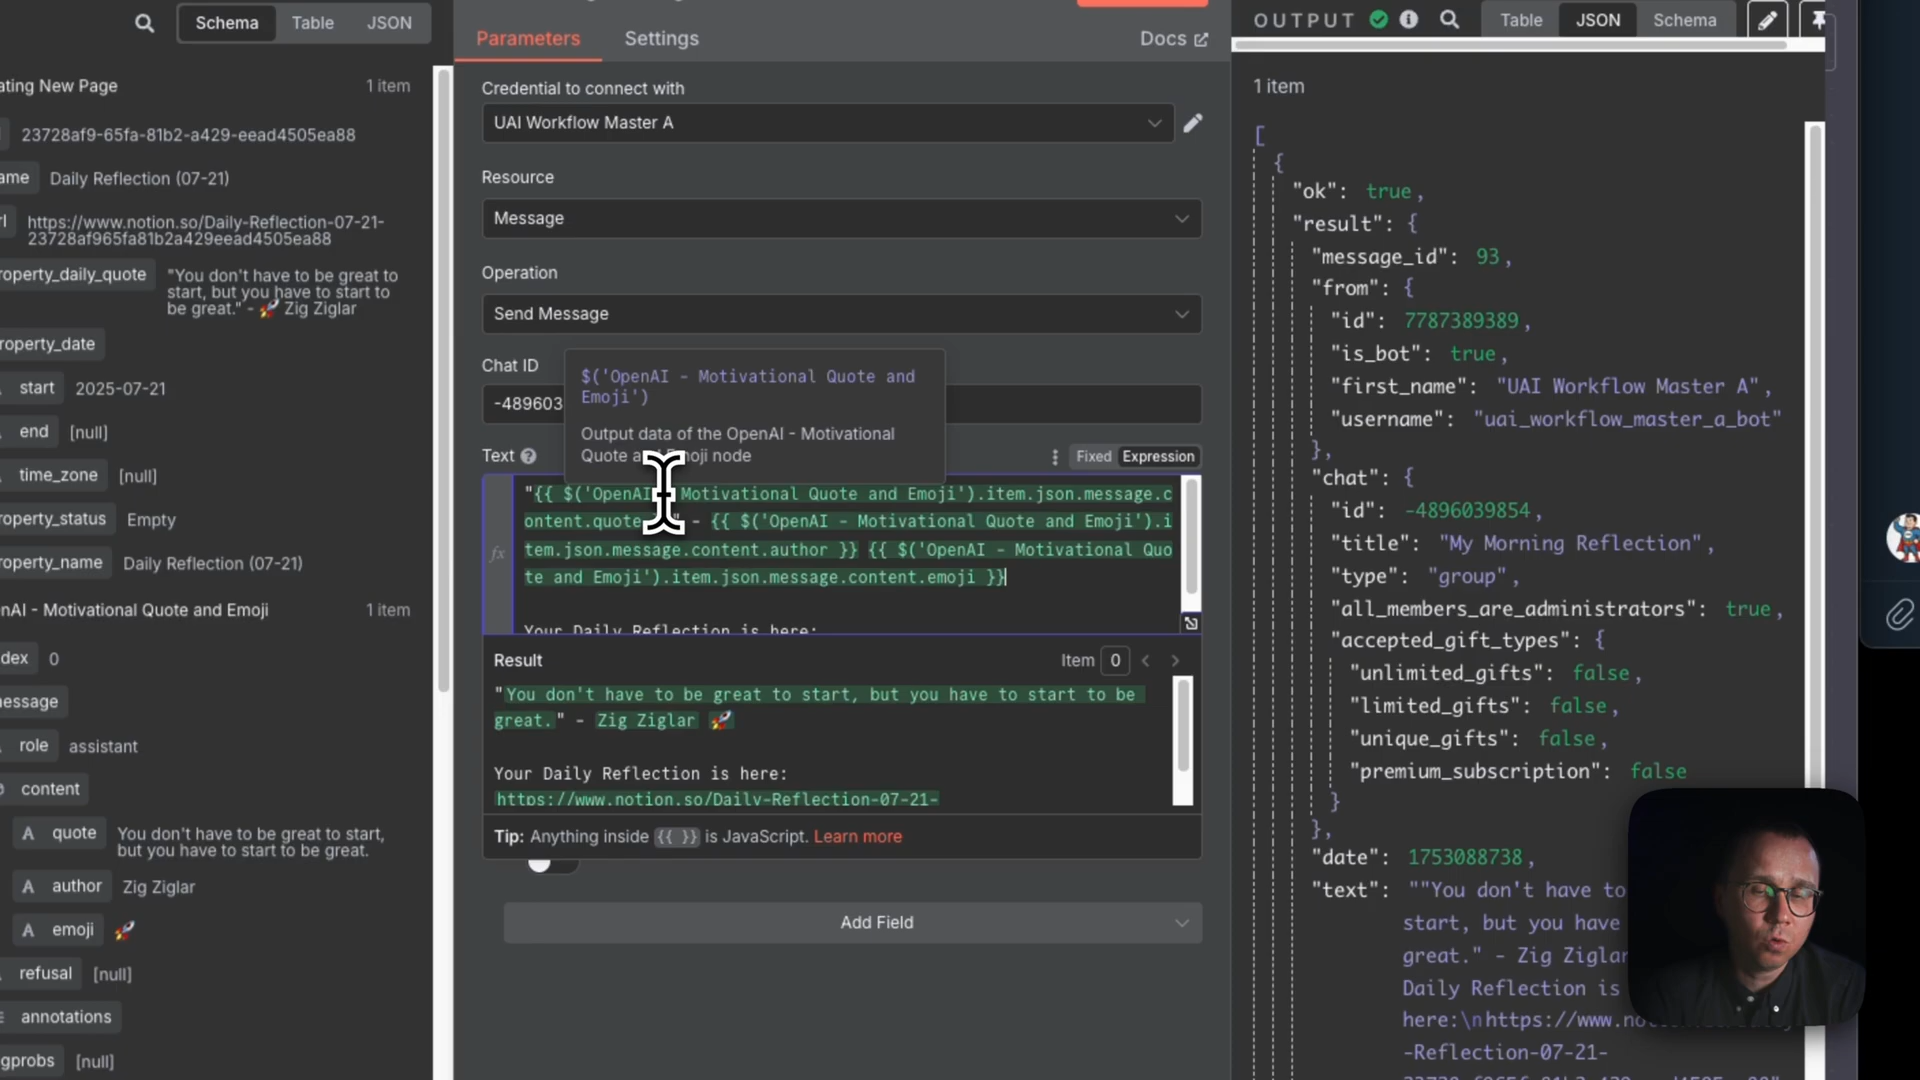 Schema
Table
JSON
ating New Page
1 item
23728af9-65fa-81b2-a429-eead4505ea88
ame
Daily Reflection (07-21)
rl
https://www.notion.so/Daily-Reflection-07-21-
23728af965fa81b2a429eead4505ea88
roperty_daily_quote
"You don't have to be great to
start, but you have to start to
be great." - 🚀 Zig Ziglar
roperty_date
start
2025-07-21
end
[null]
time_zone
[null]
roperty_status
Empty
roperty_name
Daily Reflection (07-21)
nAI - Motivational Quote and Emoji
1 item
dex
0
essage
role
assistant
content
A quote
You don't have to be great to start,
but you have to start to be great.
A author
Zig Ziglar
A emoji
🚀
refusal
[null]
annotations
gprobs
[null]
Parameters
Settings
Docs
Credential to connect with
UAI Workflow Master A
Resource
Message
Operation
Send Message
Chat ID
-489603
$('OpenAI - Motivational Quote and
Emoji')
Output data of the OpenAI - Motivational
Quote and Emoji node
Text
Fixed
Expression
fx
"{{ $('OpenAI - Motivational Quote and Emoji').item.json.message.c
ontent.quote }}" - {{ $('OpenAI - Motivational Quote and Emoji').i
tem.json.message.content.author }} {{ $('OpenAI - Motivational Quo
te and Emoji').item.json.message.content.emoji }}
Your Daily Reflection is here:
Result
Item 0
"You don't have to be great to start, but you have to start to be
great." - Zig Ziglar 🚀
Your Daily Reflection is here:
https://www.notion.so/Daily-Reflection-07-21-
Tip: Anything inside {{ }} is JavaScript. Learn more
Add Field
OUTPUT
Table
JSON
Schema
1 item
[
{
"ok": true,
"result": {
"message_id": 93,
"from": {
"id": 7787389389,
"is_bot": true,
"first_name": "UAI Workflow Master A",
"username": "uai_workflow_master_a_bot"
},
"chat": {
"id": -4896039854,
"title": "My Morning Reflection",
"type": "group",
"all_members_are_administrators": true,
"accepted_gift_types": {
"unlimited_gifts": false,
"limited_gifts": false,
"unique_gifts": false,
"premium_subscription": false
}
},
"date": 1753088738,
"text": ""You don't have to
start, but you have
great." - Zig Ziglar
Daily Reflection is
here:\nhttps://www.no
-Reflection-07-21-